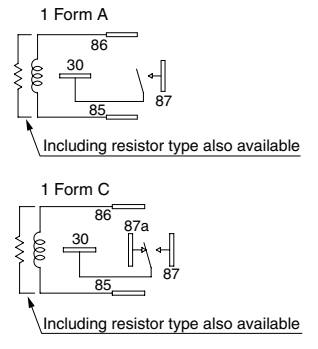 1 Form A
86
30
87
85
Including resistor type also available
1 Form C
86
87a
30
87
85
Including resistor type also available